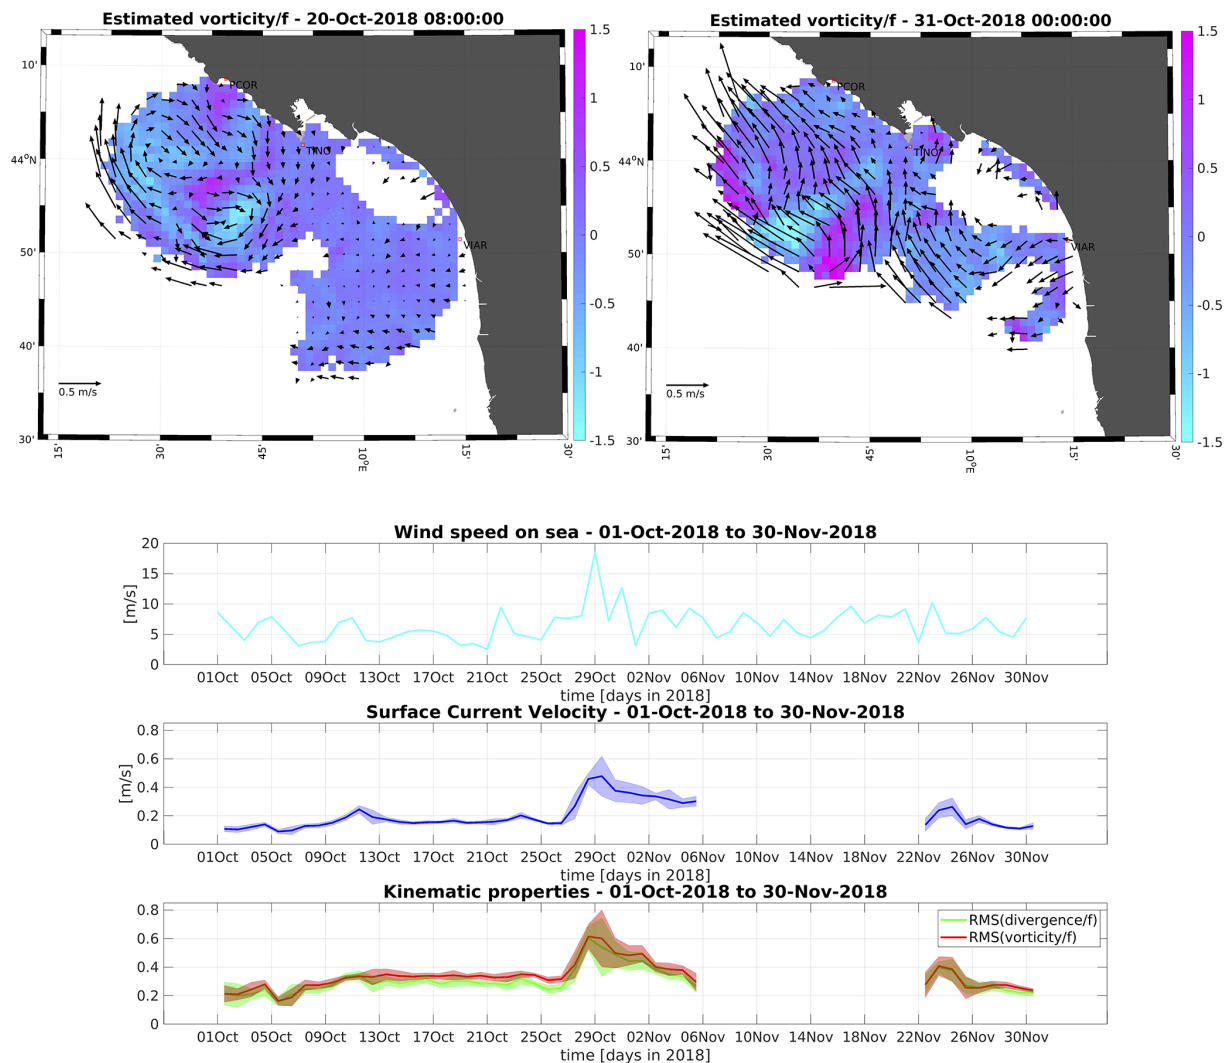 Estimated vorticity/f - 20-Oct-2018 08:00:00
10'
44°N
50'
40'
30'
15'
30'
45'
10°E
15'
30'
PCOR
TINO
VIAR
0.5 m/s
1.5
1
0.5
0
-0.5
-1
-1.5
Estimated vorticity/f - 31-Oct-2018 00:00:00
10'
44°N
50'
40'
30'
15'
30'
45'
10°E
15'
30'
PCOR
TINO
VIAR
0.5 m/s
1.5
1
0.5
0
-0.5
-1
-1.5
Wind speed on sea - 01-Oct-2018 to 30-Nov-2018
[m/s]
20
15
10
5
0
01Oct 05Oct 09Oct 13Oct 17Oct 21Oct 25Oct 29Oct 02Nov 06Nov 10Nov 14Nov 18Nov 22Nov 26Nov 30Nov
time [days in 2018]
Surface Current Velocity - 01-Oct-2018 to 30-Nov-2018
[m/s]
0.8
0.6
0.4
0.2
0
01Oct 05Oct 09Oct 13Oct 17Oct 21Oct 25Oct 29Oct 02Nov 06Nov 10Nov 14Nov 18Nov 22Nov 26Nov 30Nov
time [days in 2018]
Kinematic properties - 01-Oct-2018 to 30-Nov-2018
0.8
0.6
0.4
0.2
0
RMS(divergence/f)
RMS(vorticity/f)
01Oct 05Oct 09Oct 13Oct 17Oct 21Oct 25Oct 29Oct 02Nov 06Nov 10Nov 14Nov 18Nov 22Nov 26Nov 30Nov
time [days in 2018]